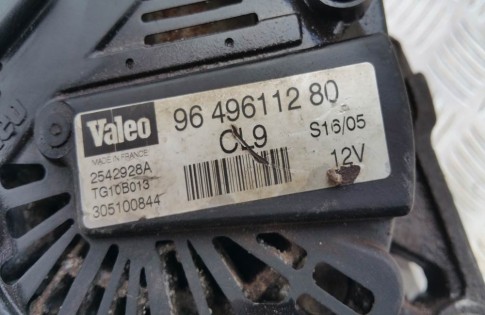 Valeo
96 496112 80
MADE IN FRANCE
CL9
S16/05
2542928A
12V
TG10B013
305100844